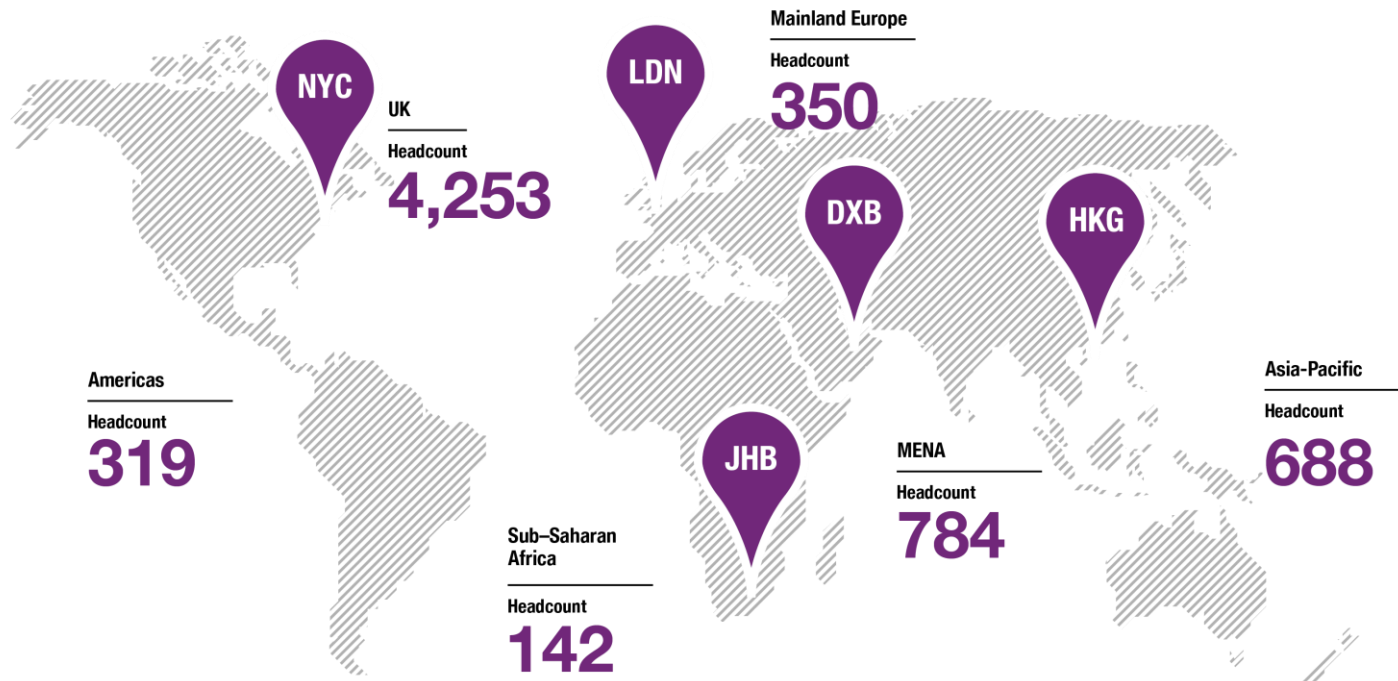 NYC
UK
Headcount
4,253
LDN
Mainland Europe
Headcount
350
DXB
HKG
Americas
Headcount
319
JHB
Sub–Saharan
Africa
Headcount
142
MENA
Headcount
784
Asia-Pacific
Headcount
688